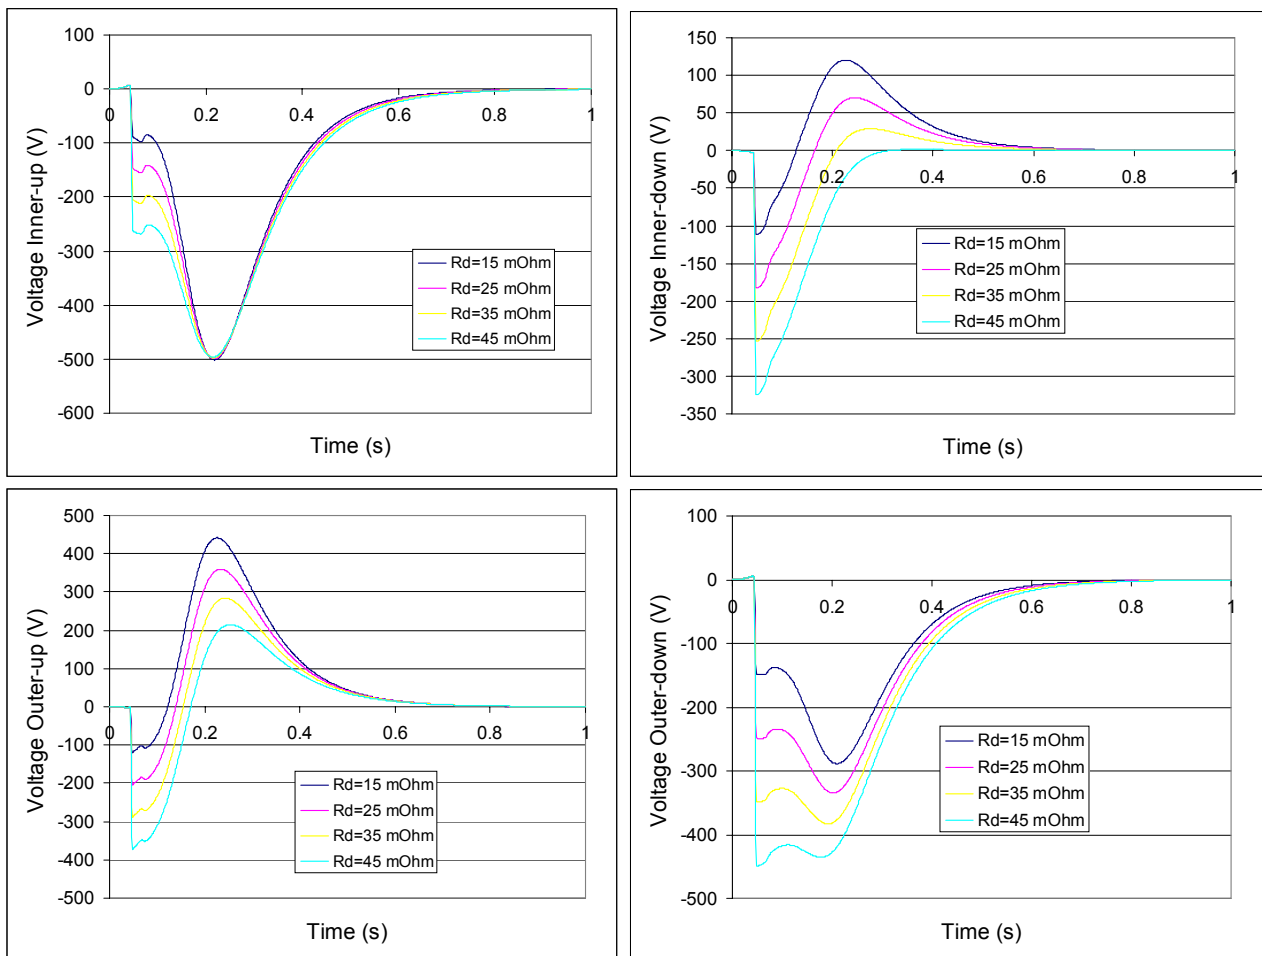 100
0
-100
-200
-300
-400
-500
-600
0 0.2 0.4 0.6 0.8 1
Voltage Inner-up (V)
Time (s)
Rd=15 mOhm
Rd=25 mOhm
Rd=35 mOhm
Rd=45 mOhm
150
100
50
0
-50
-100
-150
-200
-250
-300
-350
0 0.2 0.4 0.6 0.8 1
Voltage Inner-down (V)
Time (s)
Rd=15 mOhm
Rd=25 mOhm
Rd=35 mOhm
Rd=45 mOhm
500
400
300
200
100
0
-100
-200
-300
-400
-500
0 0.2 0.4 0.6 0.8 1
Voltage Outer-up (V)
Time (s)
Rd=15 mOhm
Rd=25 mOhm
Rd=35 mOhm
Rd=45 mOhm
100
0
-100
-200
-300
-400
-500
0 0.2 0.4 0.6 0.8 1
Voltage Outer-down (V)
Time (s)
Rd=15 mOhm
Rd=25 mOhm
Rd=35 mOhm
Rd=45 mOhm